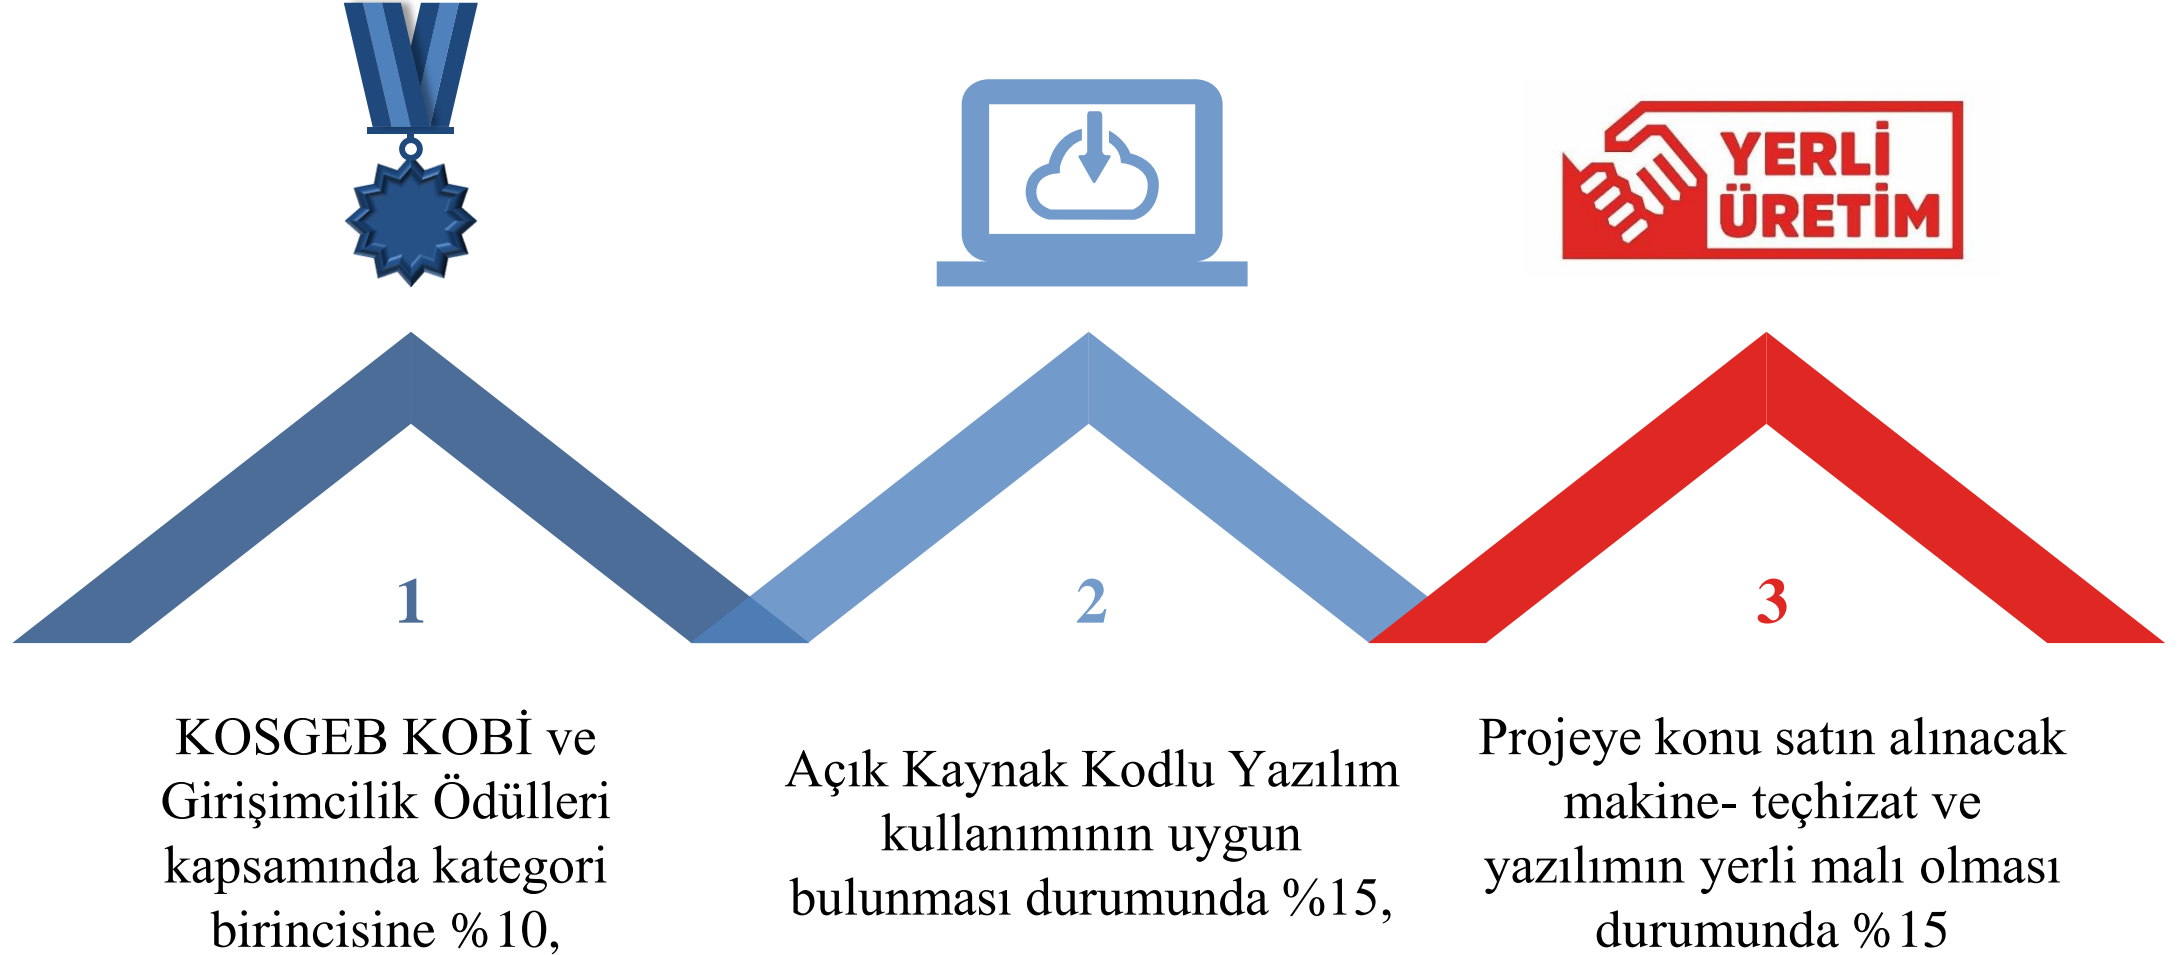 YERLİ
ÜRETİM
1
2
3
KOSGEB KOBİ ve
Girişimcilik Ödülleri
kapsamında kategori
birincisine %10,
Açık Kaynak Kodlu Yazılım
kullanımının uygun
bulunması durumunda %15,
Projeye konu satın alınacak
makine- teçhizat ve
yazılımın yerli malı olması
durumunda %15